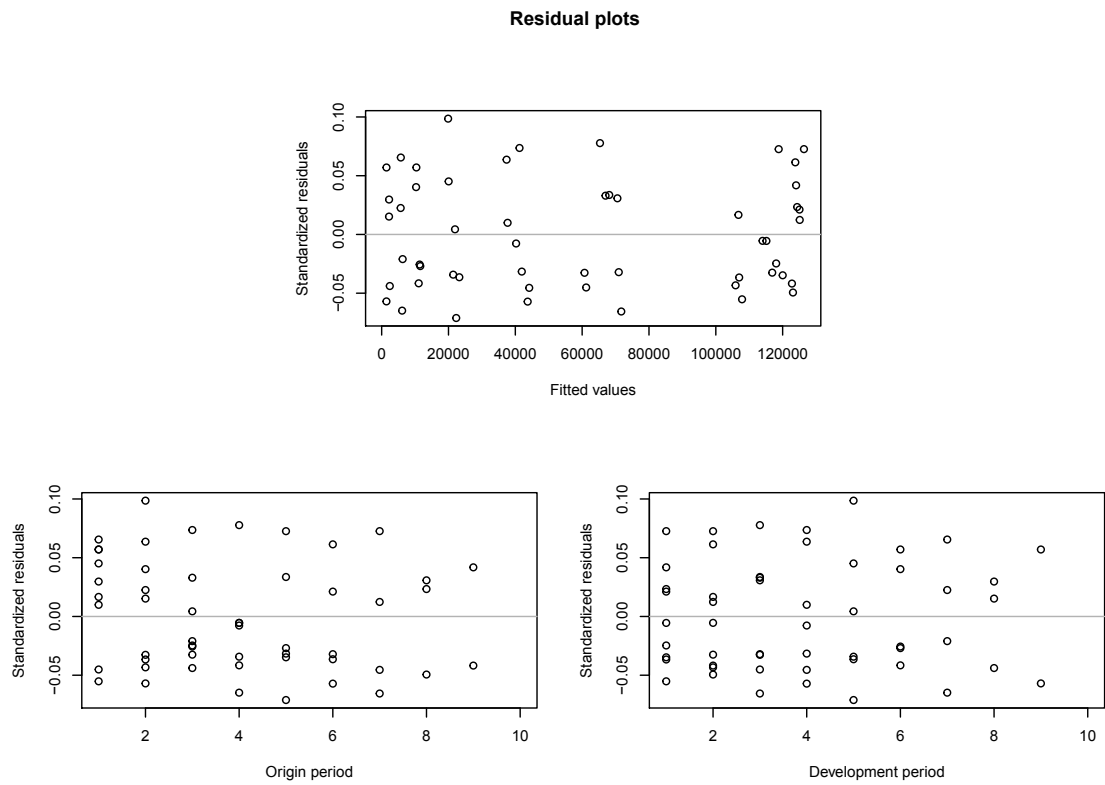 Residual plots
Standardized residuals
0.10
0.05
0.00
−0.05
0 20000 40000 60000 80000 100000 120000
Fitted values
Standardized residuals
0.10
0.05
0.00
−0.05
2 4 6 8 10
Origin period
Standardized residuals
0.10
0.05
0.00
−0.05
2 4 6 8 10
Development period